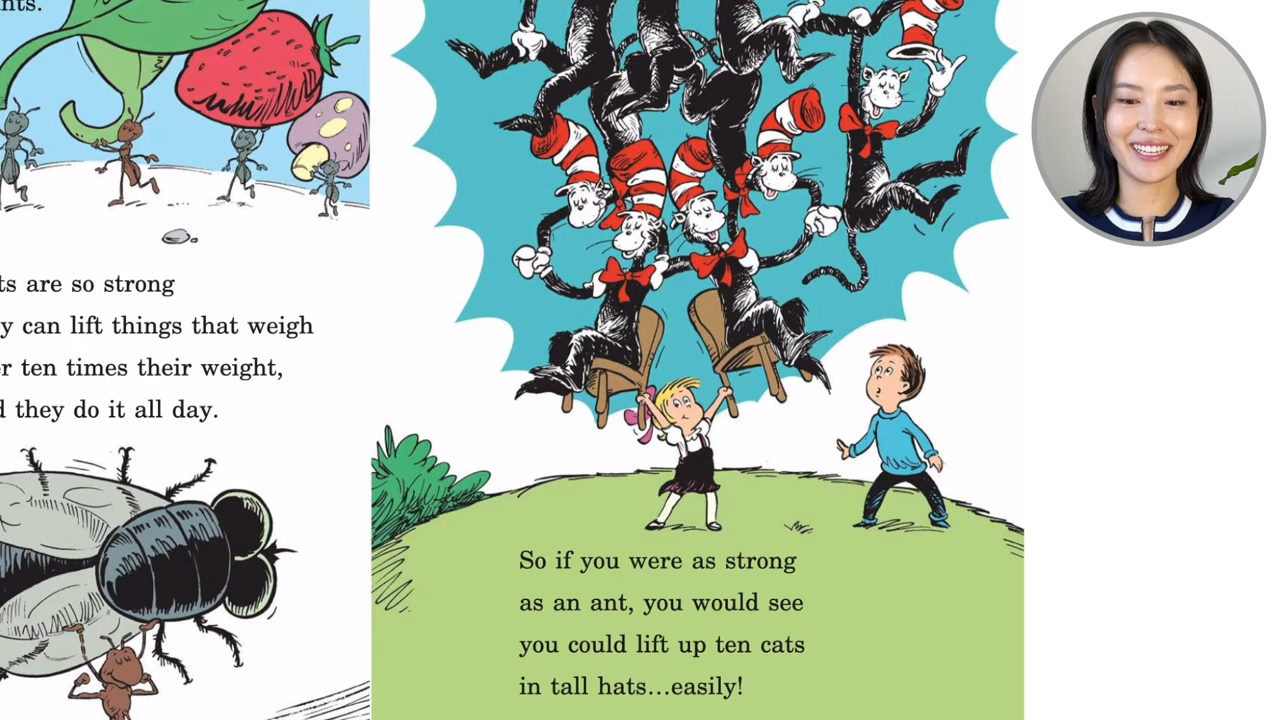 nts.
ts are so strong
y can lift things that weigh
r ten times their weight,
d they do it all day.
So if you were as strong
as an ant, you would see
you could lift up ten cats
in tall hats...easily!